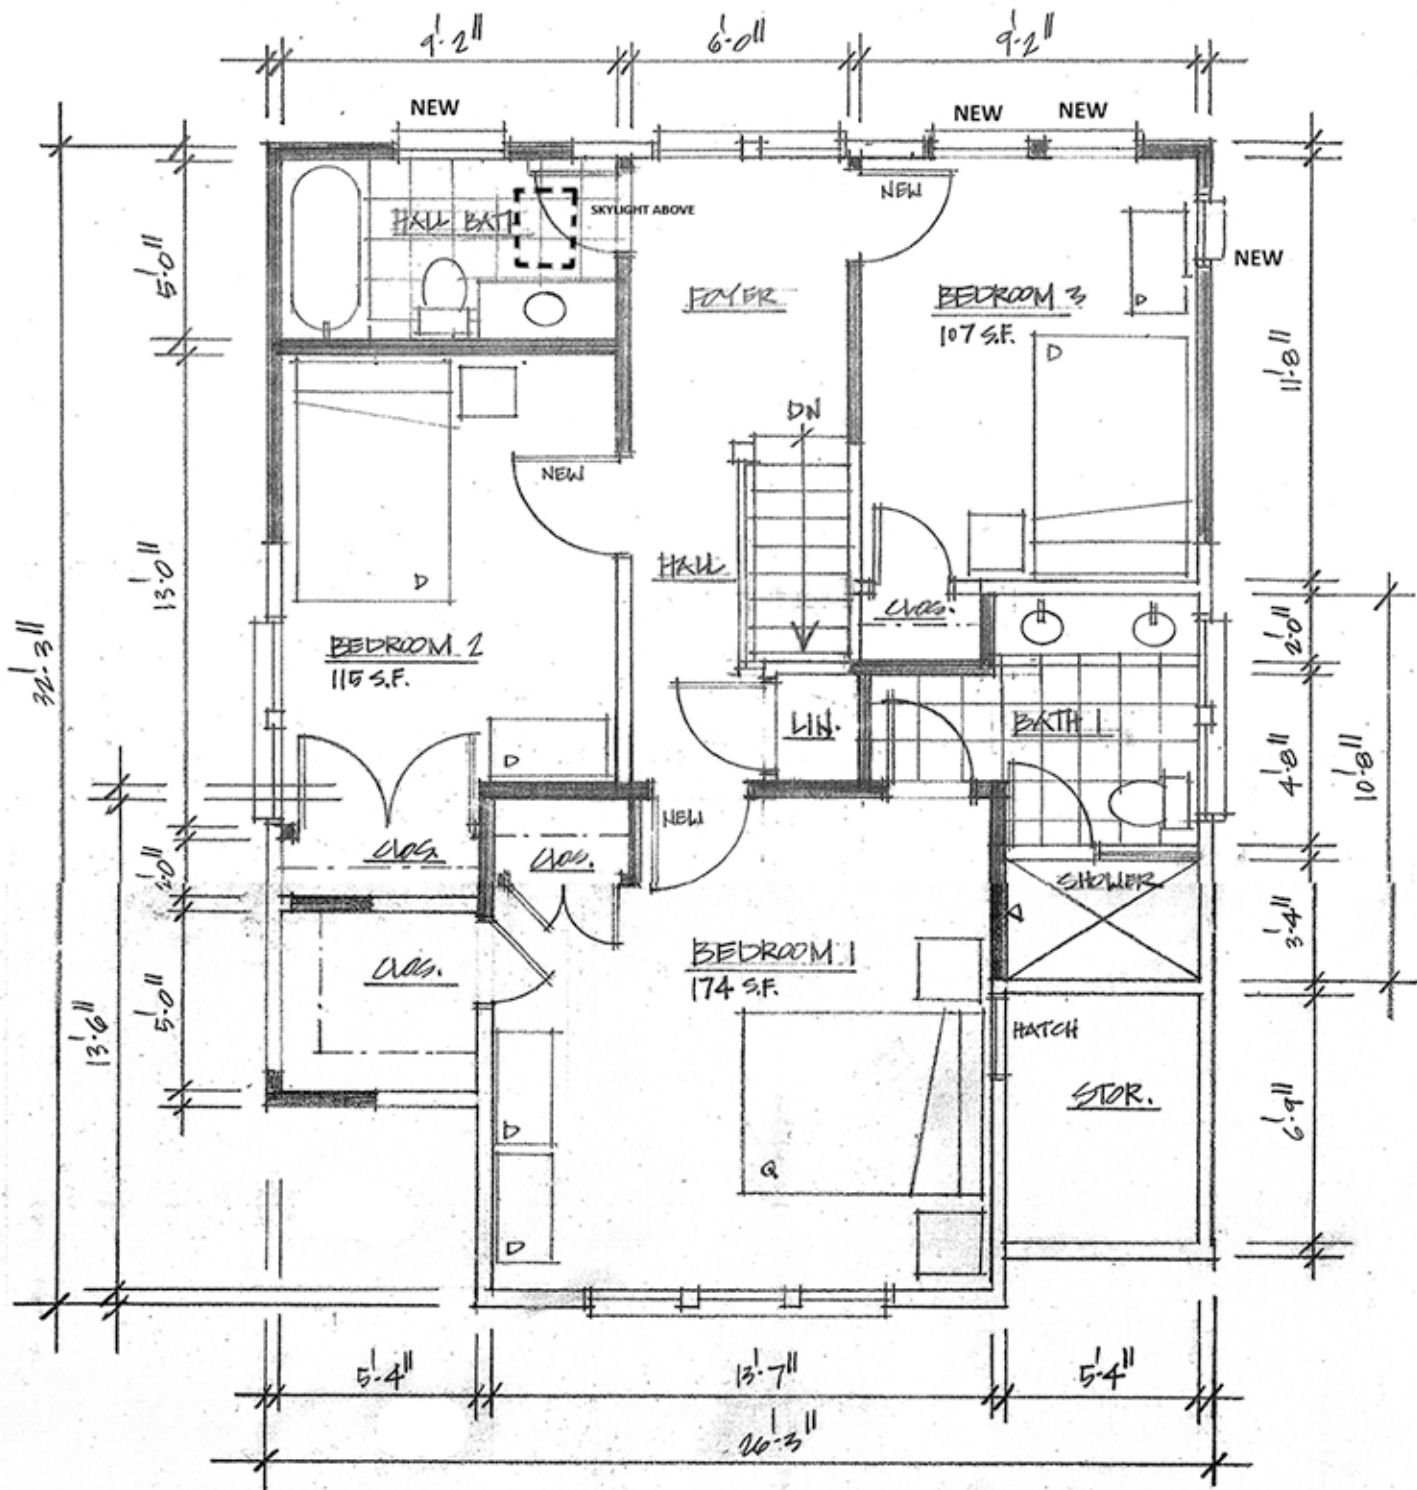 9'-2"
6'-0"
9'-2"
NEW
NEW
NEW
HALL BATH
SKYLIGHT ABOVE
NEW
NEW
5'-0"
FOYER
BEDROOM 3
107 S.F.
D
D
11'-8"
DN
NEW
13'-0"
D
HALL
CLOS.
2'-0"
32'-3"
BEDROOM 2
115 S.F.
LIN.
BATH 1
D
4'-8"
10'-8"
NEW
CLOS.
CLOS.
2'-0"
SHOWER
3'-4"
BEDROOM 1
174 S.F.
CLOS.
5'-0"
13'-6"
HATCH
STOR.
6'-9"
D
Q
D
5'-4"
13'-7"
5'-4"
26'-3"